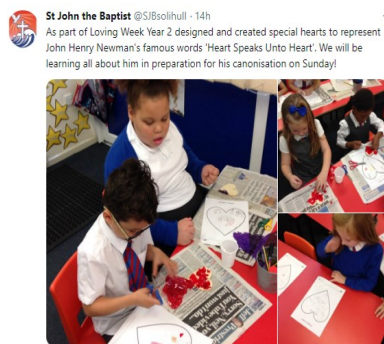 St John the Baptist @SJBsolihull · 14h
As part of Loving Week Year 2 designed and created special hearts to represent
John Henry Newman's famous words 'Heart Speaks Unto Heart'. We will be
learning all about him in preparation for his canonisation on Sunday!